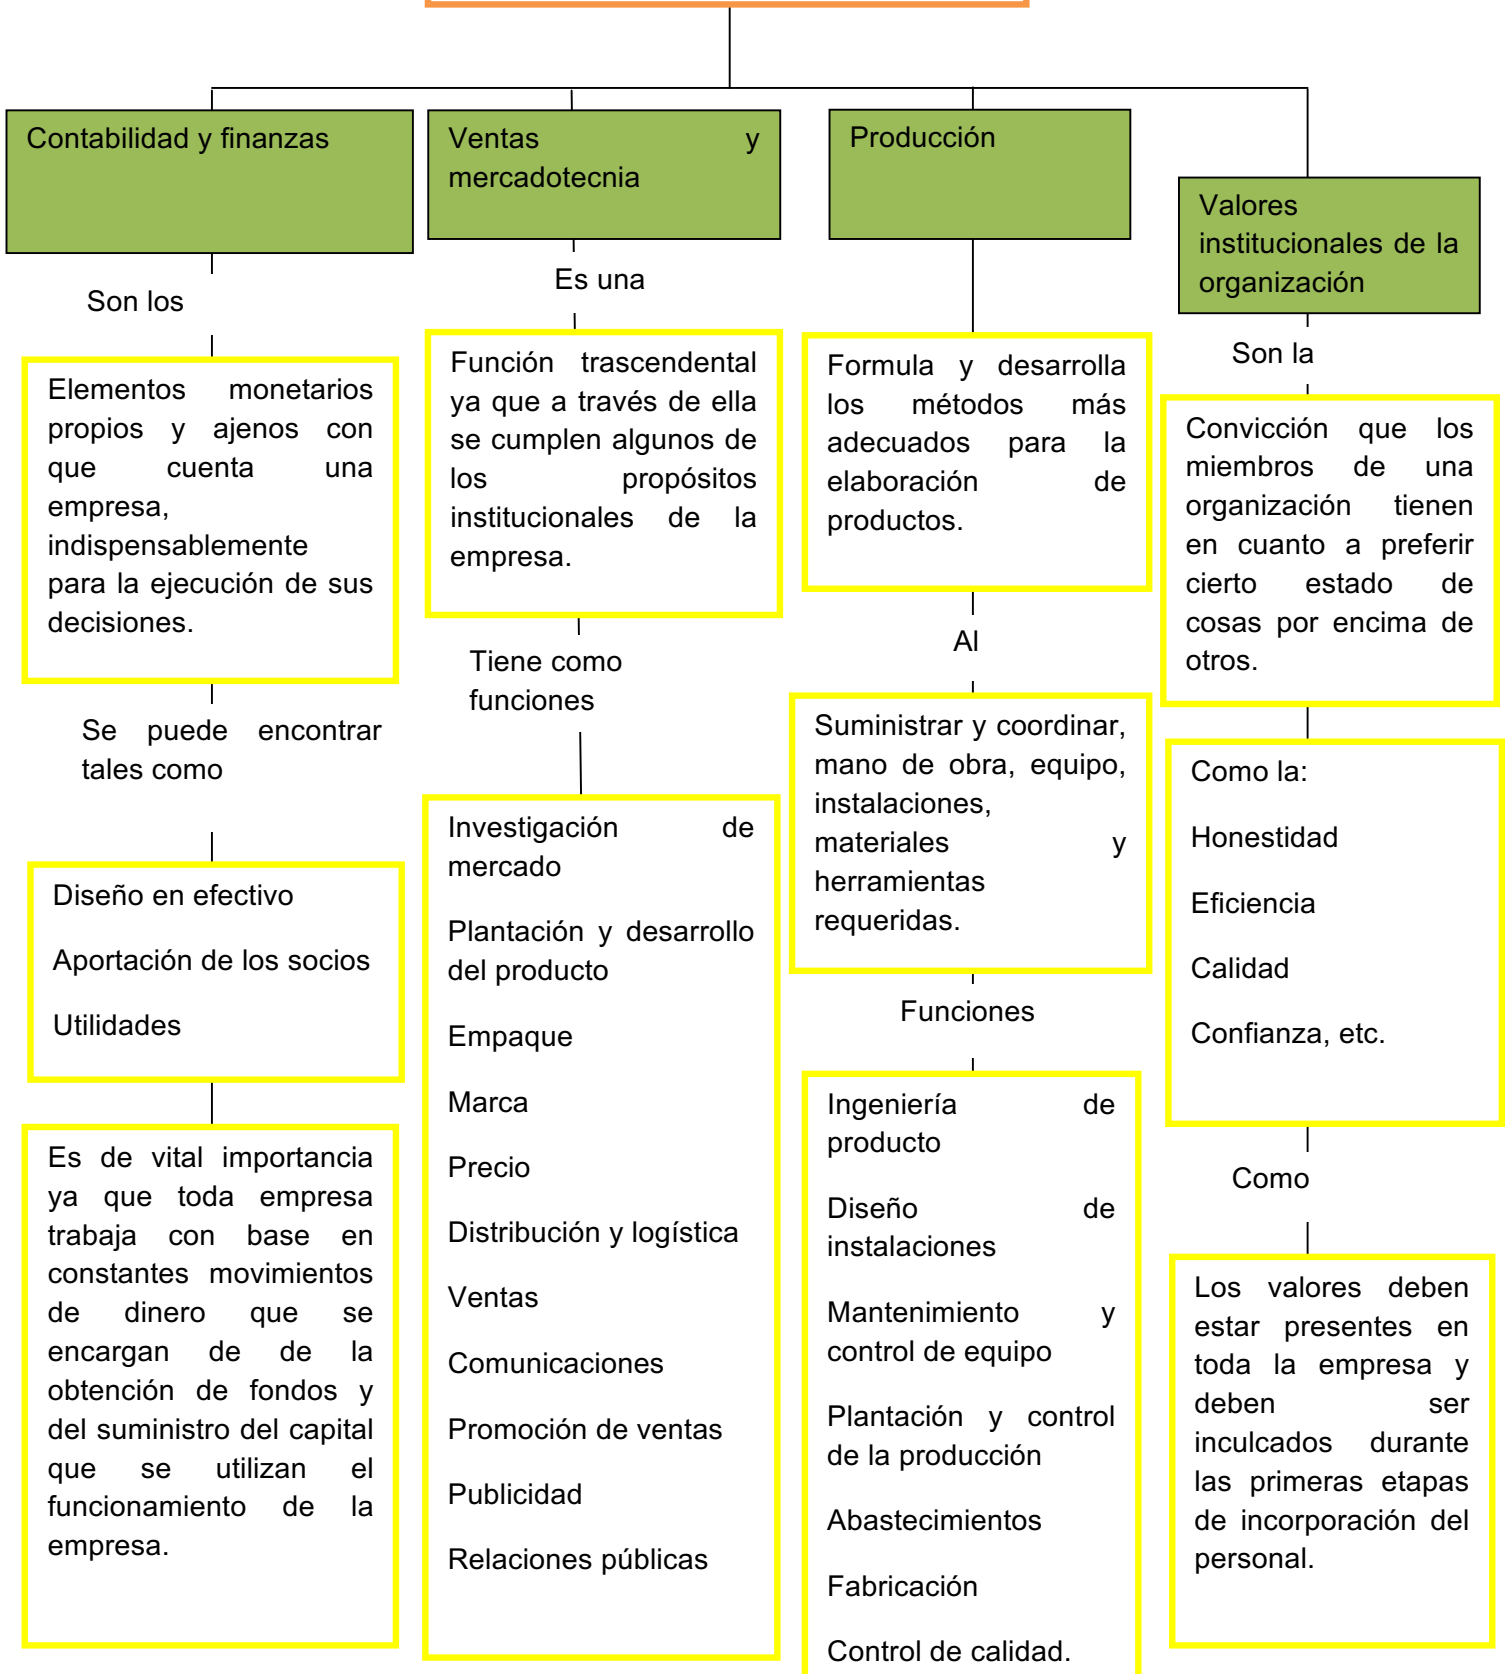 Contabilidad y finanzas
Son los
Elementos monetarios
propios y ajenos con
que cuenta una
empresa,
indispensablemente
para la ejecución de sus
decisiones.
Se puede encontrar
tales como
Diseño en efectivo
Aportación de los socios
Utilidades
Es de vital importancia
ya que toda empresa
trabaja con base en
constantes movimientos
de dinero que se
encargan de de la
obtención de fondos y
del suministro del capital
que se utilizan el
funcionamiento de la
empresa.
Ventas y
mercadotecnia
Es una
Función trascendental
ya que a través de ella
se cumplen algunos de
los propósitos
institucionales de la
empresa.
Tiene como
funciones
Investigación de
mercado
Plantación y desarrollo
del producto
Empaque
Marca
Precio
Distribución y logística
Ventas
Comunicaciones
Promoción de ventas
Publicidad
Relaciones públicas
Producción
Formula y desarrolla
los métodos más
adecuados para la
elaboración de
productos.
Al
Suministrar y coordinar,
mano de obra, equipo,
instalaciones,
materiales y
herramientas
requeridas.
Funciones
Ingeniería de
producto
Diseño de
instalaciones
Mantenimiento y
control de equipo
Plantación y control
de la producción
Abastecimientos
Fabricación
Control de calidad.
Valores
institucionales de la
organización
Son la
Convicción que los
miembros de una
organización tienen
en cuanto a preferir
cierto estado de
cosas por encima de
otros.
Como la:
Honestidad
Eficiencia
Calidad
Confianza, etc.
Como
Los valores deben
estar presentes en
toda la empresa y
deben ser
inculcados durante
las primeras etapas
de incorporación del
personal.